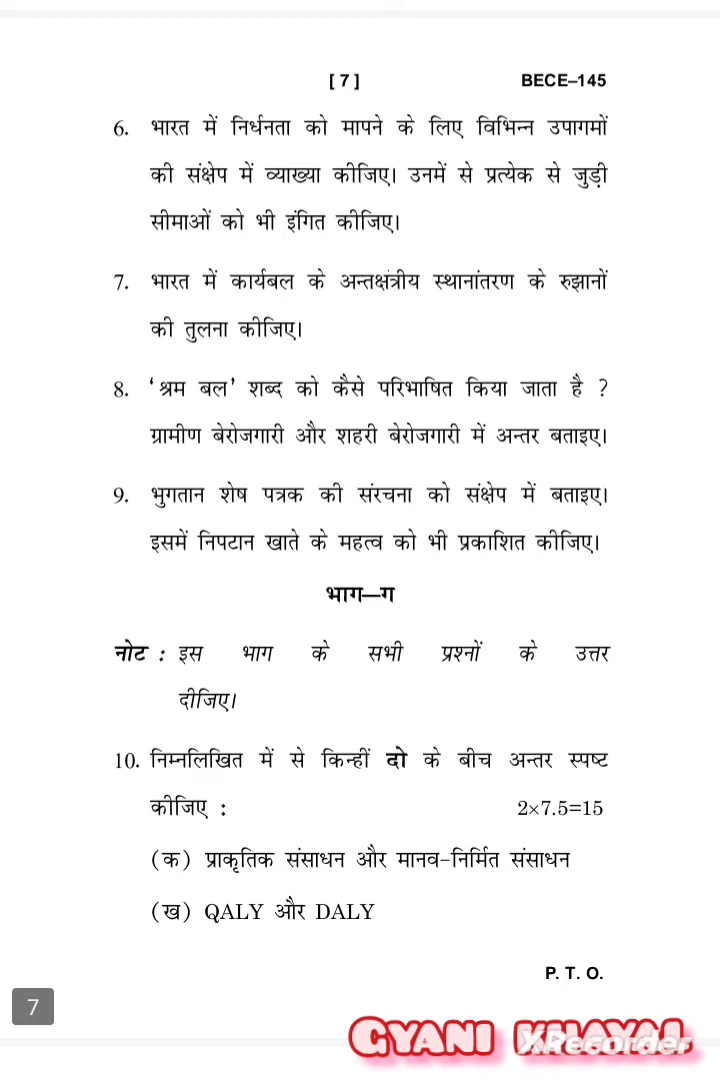 [ 7 ] BECE–145
6. भारत में निर्धनता को मापने के लिए विभिन्न उपागमों
की संक्षेप में व्याख्या कीजिए। उनमें से प्रत्येक से जुड़ी
सीमाओं को भी इंगित कीजिए।
7. भारत में कार्यबल के अन्तक्षंत्रीय स्थानांतरण के रुझानों
की तुलना कीजिए।
8. ‘श्रम बल’ शब्द को कैसे परिभाषित किया जाता है ?
ग्रामीण बेरोजगारी और शहरी बेरोजगारी में अन्तर बताइए।
9. भुगतान शेष पत्रक की संरचना को संक्षेप में बताइए।
इसमें निपटान खाते के महत्व को भी प्रकाशित कीजिए।
भाग—ग
नोट : इस भाग के सभी प्रश्नों के उत्तर
दीजिए।
10. निम्नलिखित में से किन्हीं दो के बीच अन्तर स्पष्ट
कीजिए : 2×7.5=15
(क) प्राकृतिक संसाधन और मानव-निर्मित संसाधन
(ख) QALY और DALY
P. T. O.
7
GYANI
XRecorder